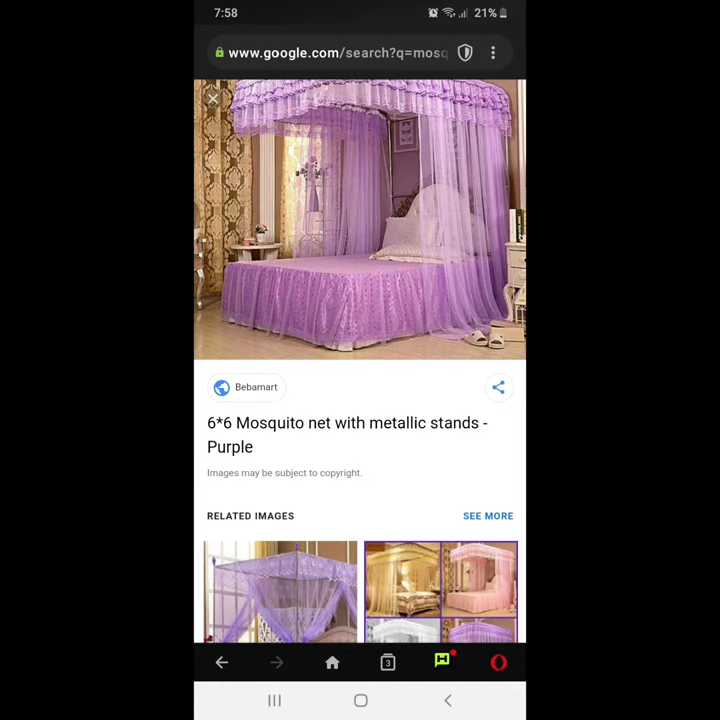 7:58
21%
www.google.com/search?q=mosq
Bebamart
6*6 Mosquito net with metallic stands -
Purple
Images may be subject to copyright.
RELATED IMAGES
SEE MORE
3